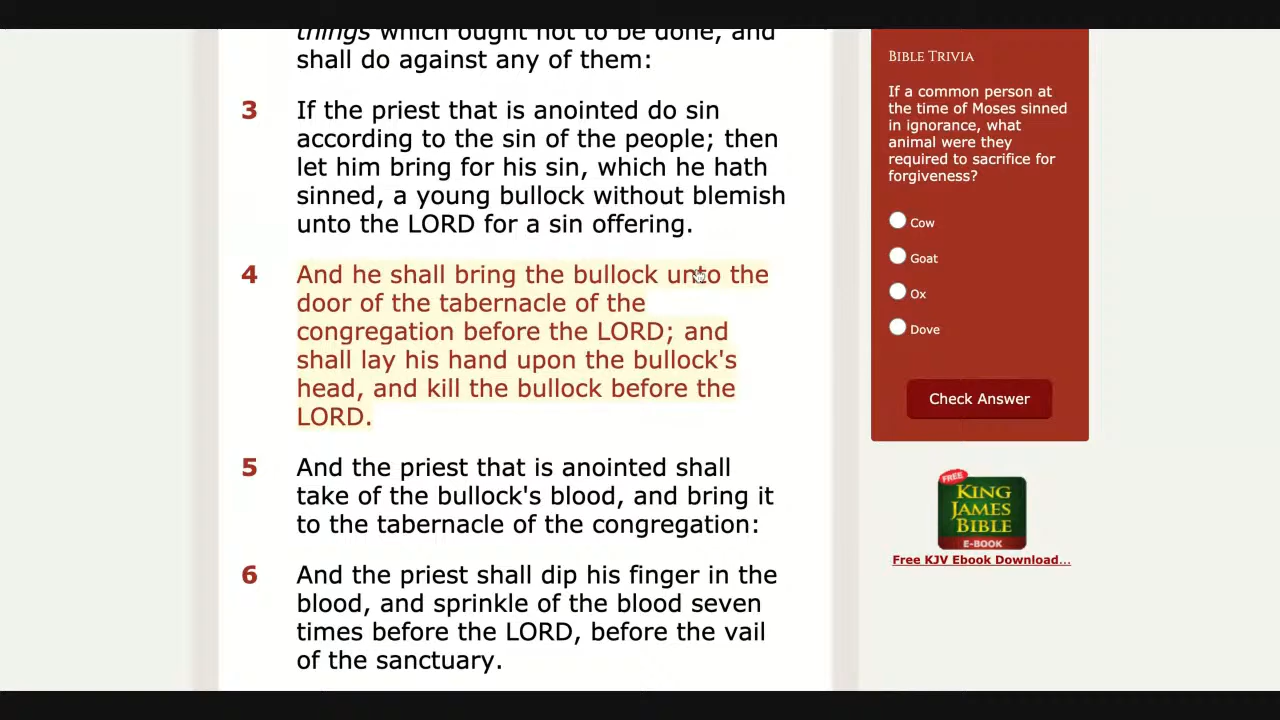 things which ought not to be done, and
shall do against any of them:
3 If the priest that is anointed do sin
according to the sin of the people; then
let him bring for his sin, which he hath
sinned, a young bullock without blemish
unto the LORD for a sin offering.
4 And he shall bring the bullock unto the
door of the tabernacle of the
congregation before the LORD; and
shall lay his hand upon the bullock's
head, and kill the bullock before the
LORD.
5 And the priest that is anointed shall
take of the bullock's blood, and bring it
to the tabernacle of the congregation:
6 And the priest shall dip his finger in the
blood, and sprinkle of the blood seven
times before the LORD, before the vail
of the sanctuary.
BIBLE TRIVIA
If a common person at
the time of Moses sinned
in ignorance, what
animal were they
required to sacrifice for
forgiveness?
Cow
Goat
Ox
Dove
Check Answer
FREE
KING
JAMES
BIBLE
E-BOOK
Free KJV Ebook Download...